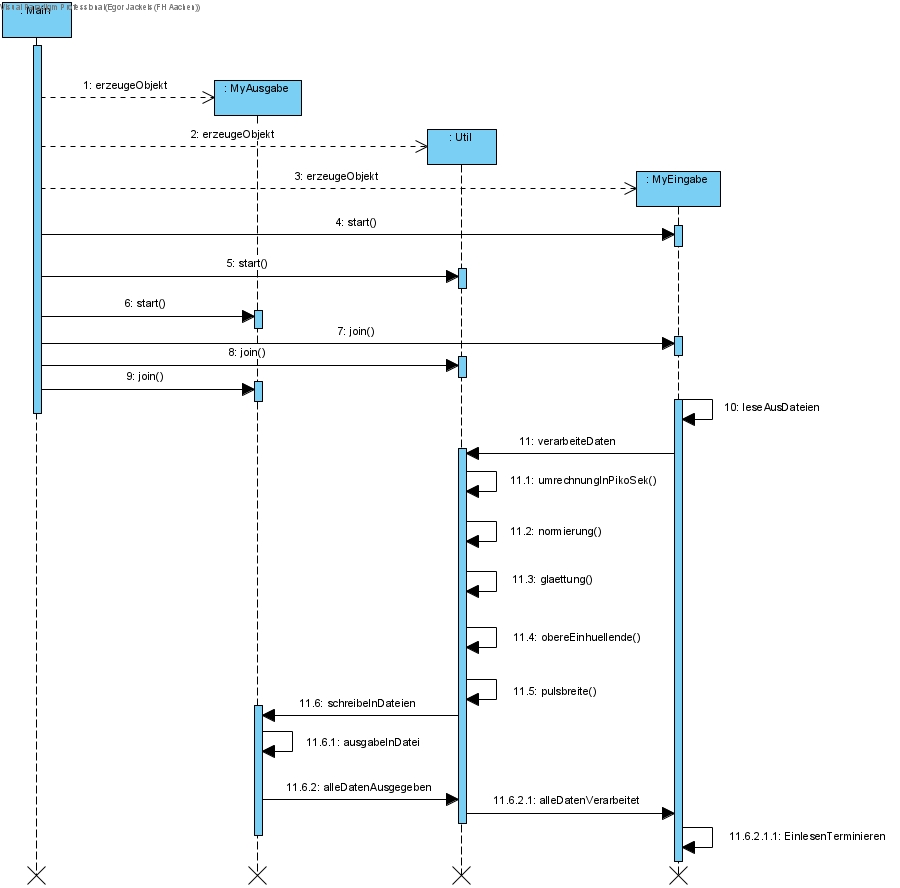 Visual Paradigm Professional(Egor Jackels(FH Aachen))
: Main
1: erzeugeObjekt
: MyAusgabe
2: erzeugeObjekt
: Util
3: erzeugeObjekt
: MyEingabe
4: start()
5: start()
6: start()
7: join()
8: join()
9: join()
10: leseAusDateien
11: verarbeiteDaten
11.1: umrechnungInPikoSek()
11.2: normierung()
11.3: glaettung()
11.4: obereEinhuellende()
11.5: pulsbreite()
11.6: schreibeInDateien
11.6.1: ausgabeInDatei
11.6.2: alleDatenAusgegeben
11.6.2.1: alleDatenVerarbeitet
11.6.2.1.1: EinlesenTerminieren